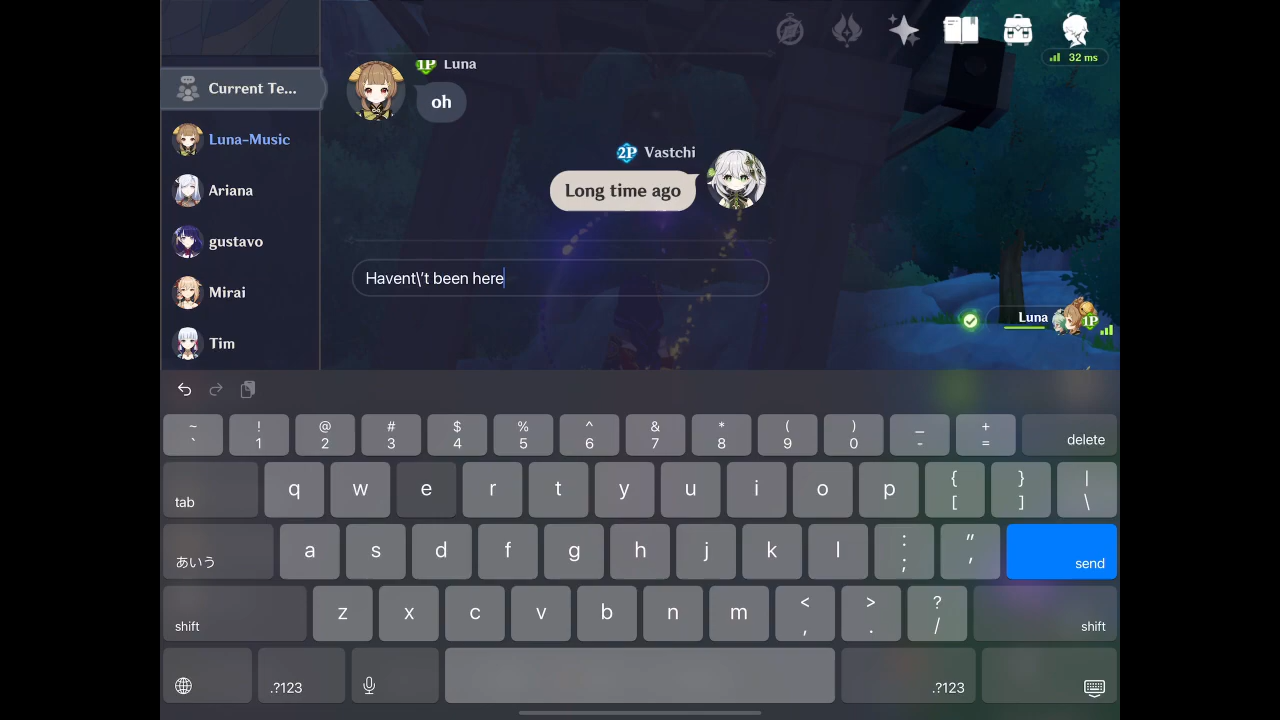 32 ms
Current Te...
Luna-Music
Ariana
gustavo
Mirai
Tim
1P Luna
oh
2P Vastchi
Long time ago
Havent\'t been here
Luna
1P
~ ! @ # $ % ^ & * ( ) _ +
` 1 2 3 4 5 6 7 8 9 0 - = delete
tab q w e r t y u i o p { [ } ] | \
あいう a s d f g h j k l : ; " ' send
shift z x c v b n m < , > . ? / shift
.?123 .?123